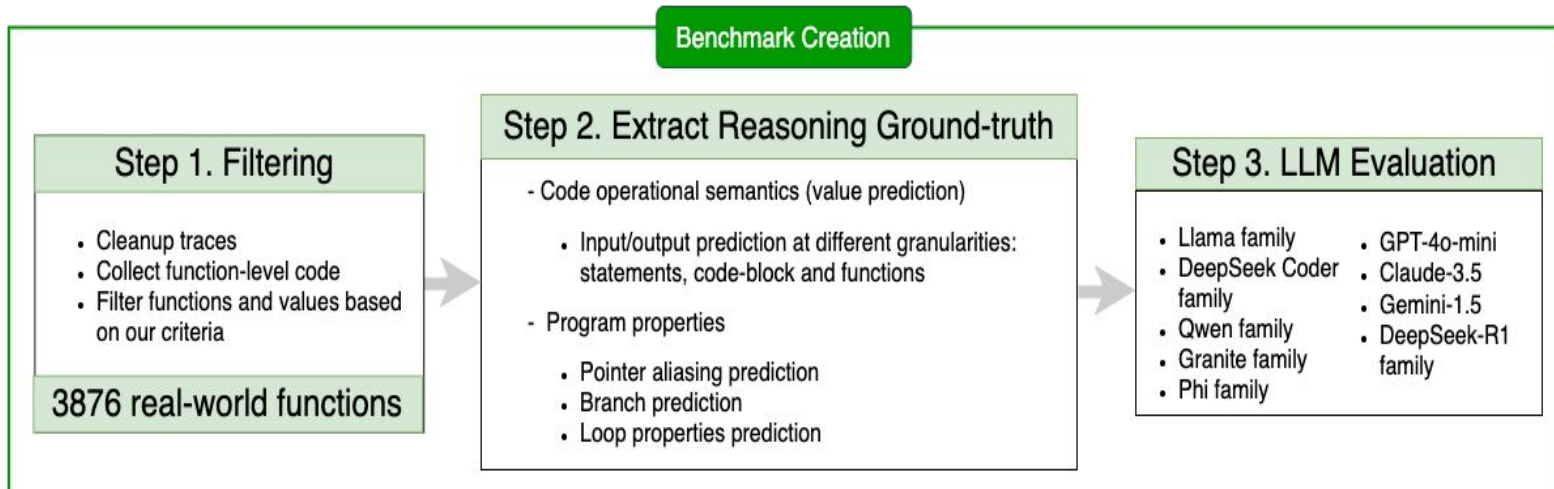 Benchmark Creation
Step 1. Filtering
• Cleanup traces
• Collect function-level code
• Filter functions and values based
on our criteria
3876 real-world functions
Step 2. Extract Reasoning Ground-truth
- Code operational semantics (value prediction)
• Input/output prediction at different granularities:
statements, code-block and functions
- Program properties
• Pointer aliasing prediction
• Branch prediction
• Loop properties prediction
Step 3. LLM Evaluation
• Llama family
• DeepSeek Coder
family
• Qwen family
• Granite family
• Phi family
• GPT-4o-mini
• Claude-3.5
• Gemini-1.5
• DeepSeek-R1
family